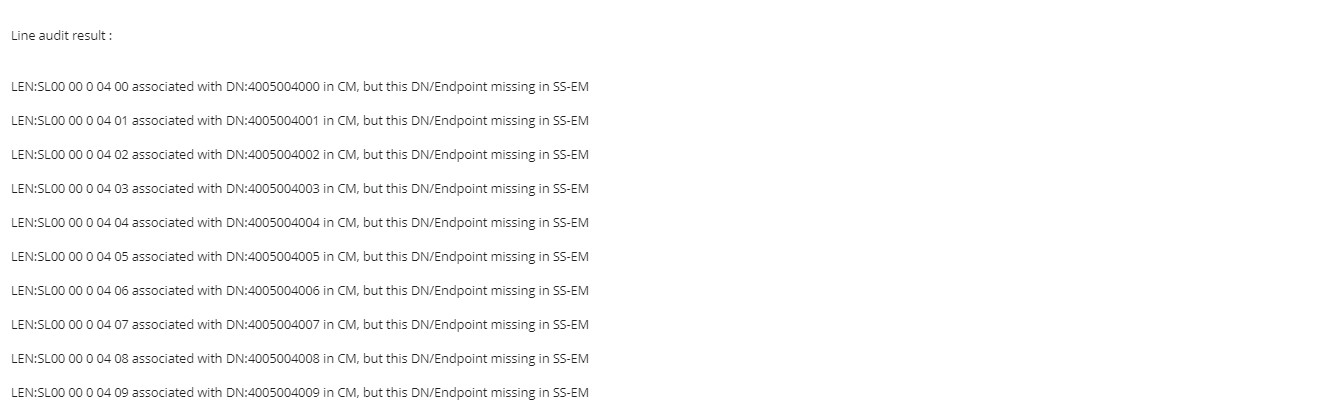 Line audit result :
LEN:SL00 00 0 04 00 associated with DN:4005004000 in CM, but this DN/Endpoint missing in SS-EM
LEN:SL00 00 0 04 01 associated with DN:4005004001 in CM, but this DN/Endpoint missing in SS-EM
LEN:SL00 00 0 04 02 associated with DN:4005004002 in CM, but this DN/Endpoint missing in SS-EM
LEN:SL00 00 0 04 03 associated with DN:4005004003 in CM, but this DN/Endpoint missing in SS-EM
LEN:SL00 00 0 04 04 associated with DN:4005004004 in CM, but this DN/Endpoint missing in SS-EM
LEN:SL00 00 0 04 05 associated with DN:4005004005 in CM, but this DN/Endpoint missing in SS-EM
LEN:SL00 00 0 04 06 associated with DN:4005004006 in CM, but this DN/Endpoint missing in SS-EM
LEN:SL00 00 0 04 07 associated with DN:4005004007 in CM, but this DN/Endpoint missing in SS-EM
LEN:SL00 00 0 04 08 associated with DN:4005004008 in CM, but this DN/Endpoint missing in SS-EM
LEN:SL00 00 0 04 09 associated with DN:4005004009 in CM, but this DN/Endpoint missing in SS-EM